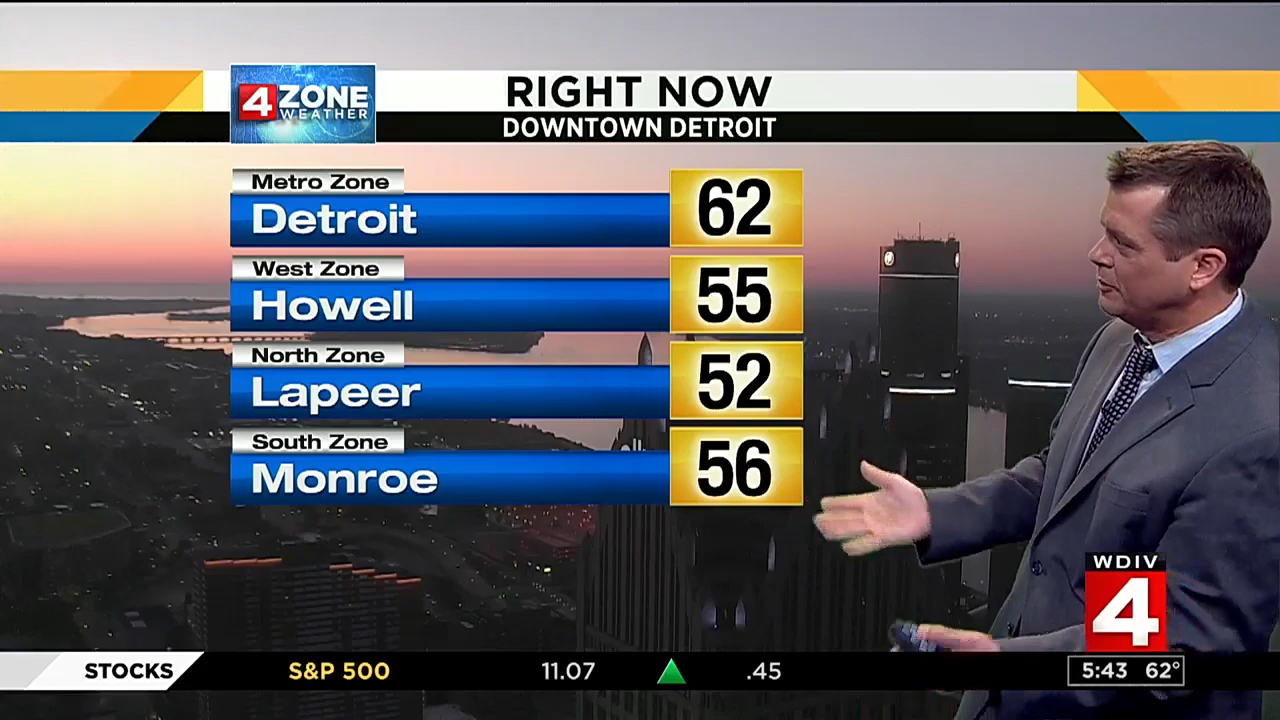 4 ZONE
WEATHER
RIGHT NOW
DOWNTOWN DETROIT
Metro Zone
Detroit 62
West Zone
Howell 55
North Zone
Lapeer 52
South Zone
Monroe 56
WDIV
4
STOCKS S&P 500 11.07 .45 5:43 62°